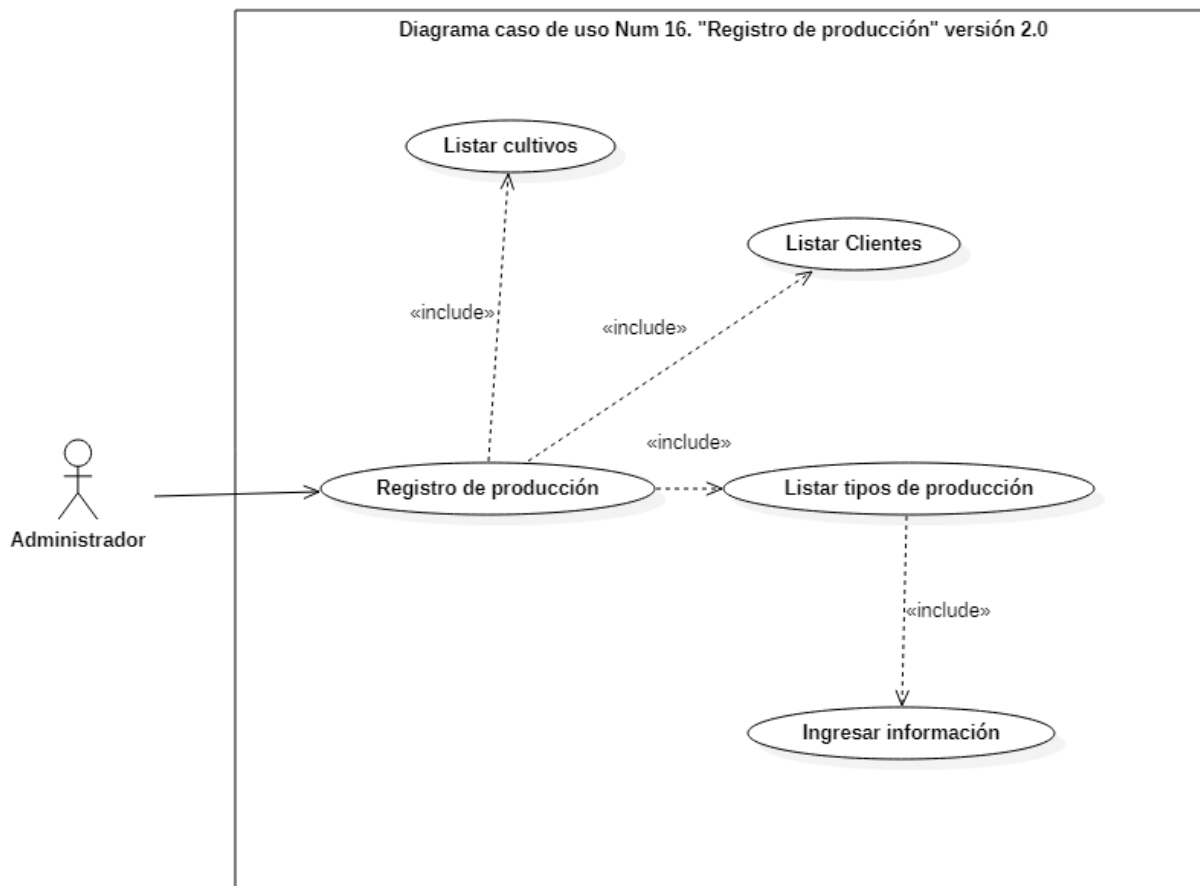 Diagrama caso de uso Num 16. "Registro de producción" versión 2.0
Listar cultivos
Listar Clientes
«include»
«include»
«include»
Registro de producción
Listar tipos de producción
Administrador
«include»
Ingresar información